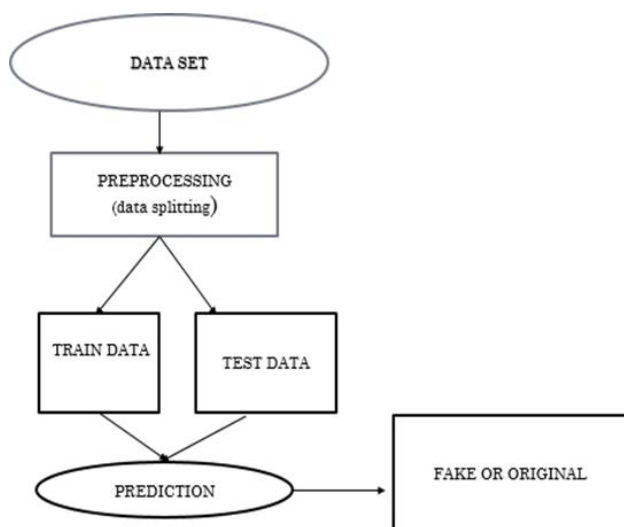 DATA SET
PREPROCESSING
(data splitting)
TRAIN DATA
TEST DATA
PREDICTION
FAKE OR ORIGINAL